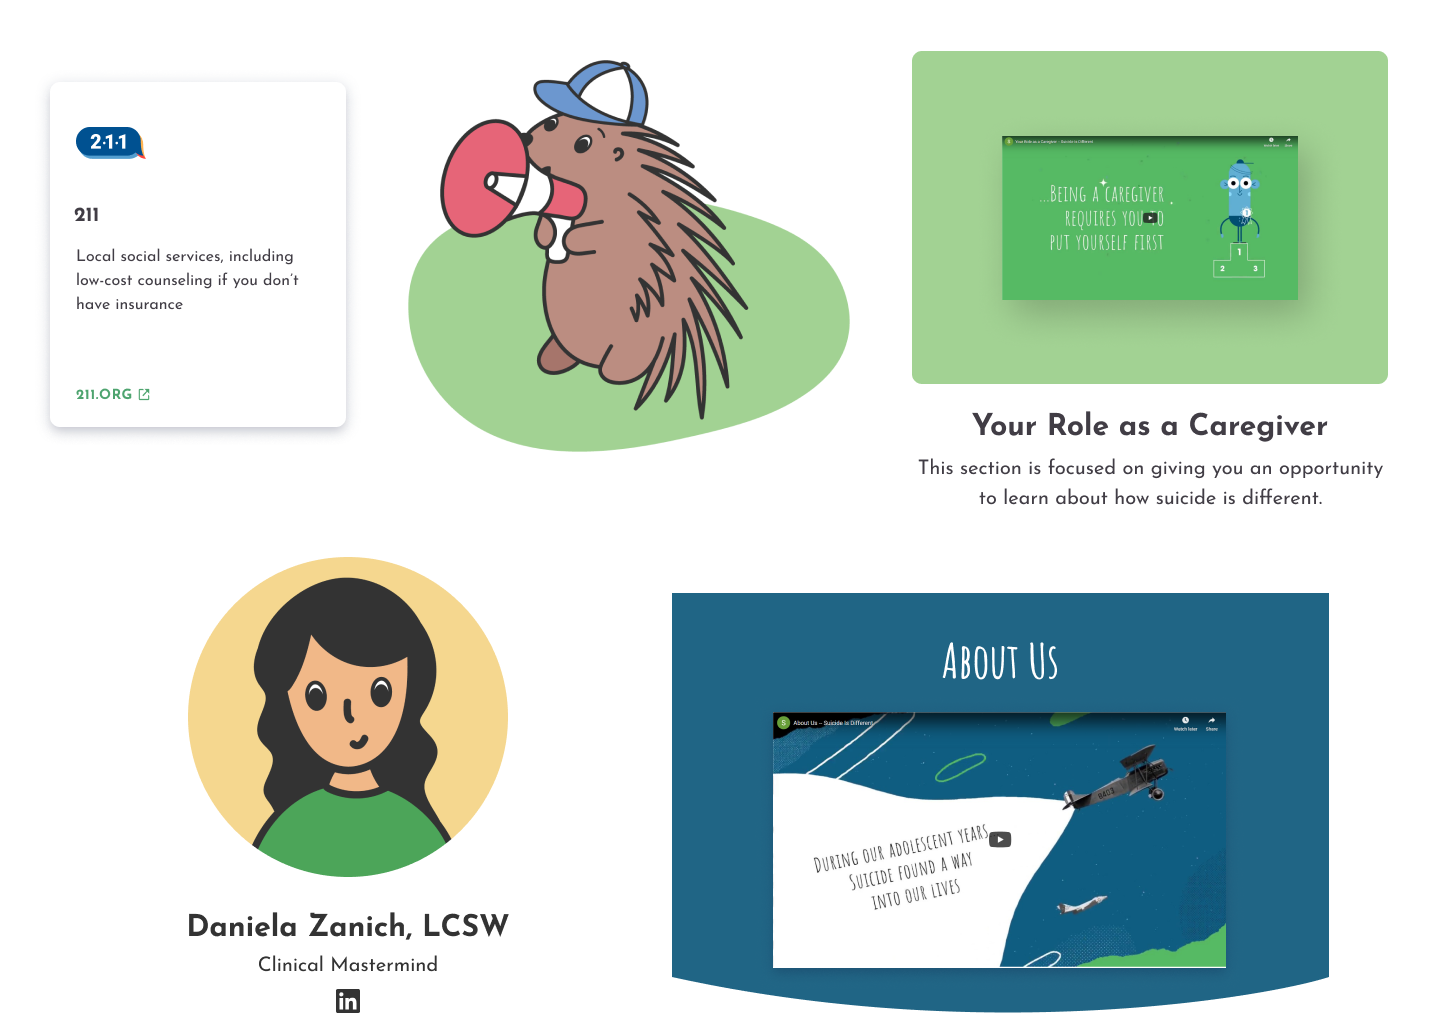 2·1·1
211
Local social services, including
low-cost counseling if you don't
have insurance
211.ORG
S Your Role as a Caregiver – Suicide is Different
Watch later Share
...Being a caregiver
requires you to
put yourself first
1
2 3
Your Role as a Caregiver
This section is focused on giving you an opportunity
to learn about how suicide is different.
Daniela Zanich, LCSW
Clinical Mastermind
in
About Us
S About Us – Suicide Is Different
Watch later Share
During our adolescent years
Suicide found a way
into our lives